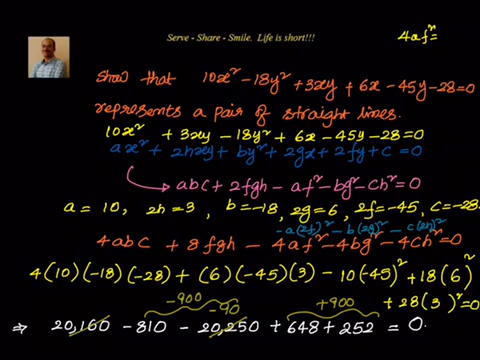 Serve - Share - Smile. Life is short!!!
4af²=
Show that 10x² - 18y² + 3xy + 6x - 45y - 28 = 0
represents a pair of straight lines.
10x² + 3xy - 18y² + 6x - 45y - 28 = 0
ax² + 2hxy + by² + 2gx + 2fy + c = 0
abc + 2fgh - af² - bg² - ch² = 0
a = 10, 2h = 3, b = -18, 2g = 6, 2f = -45, c = -28
-a(2f)² - b(2g)² - c(2h)²
4abc + 8fgh - 4af² - 4bg² - 4ch² = 0
4(10)(-18)(-28) + (6)(-45)(3) - 10(-45)² + 18(6)²
+ 28(3)² = 0
-900
-90
+900
⇒ 20,160 - 810 - 20,250 + 648 + 252 = 0.